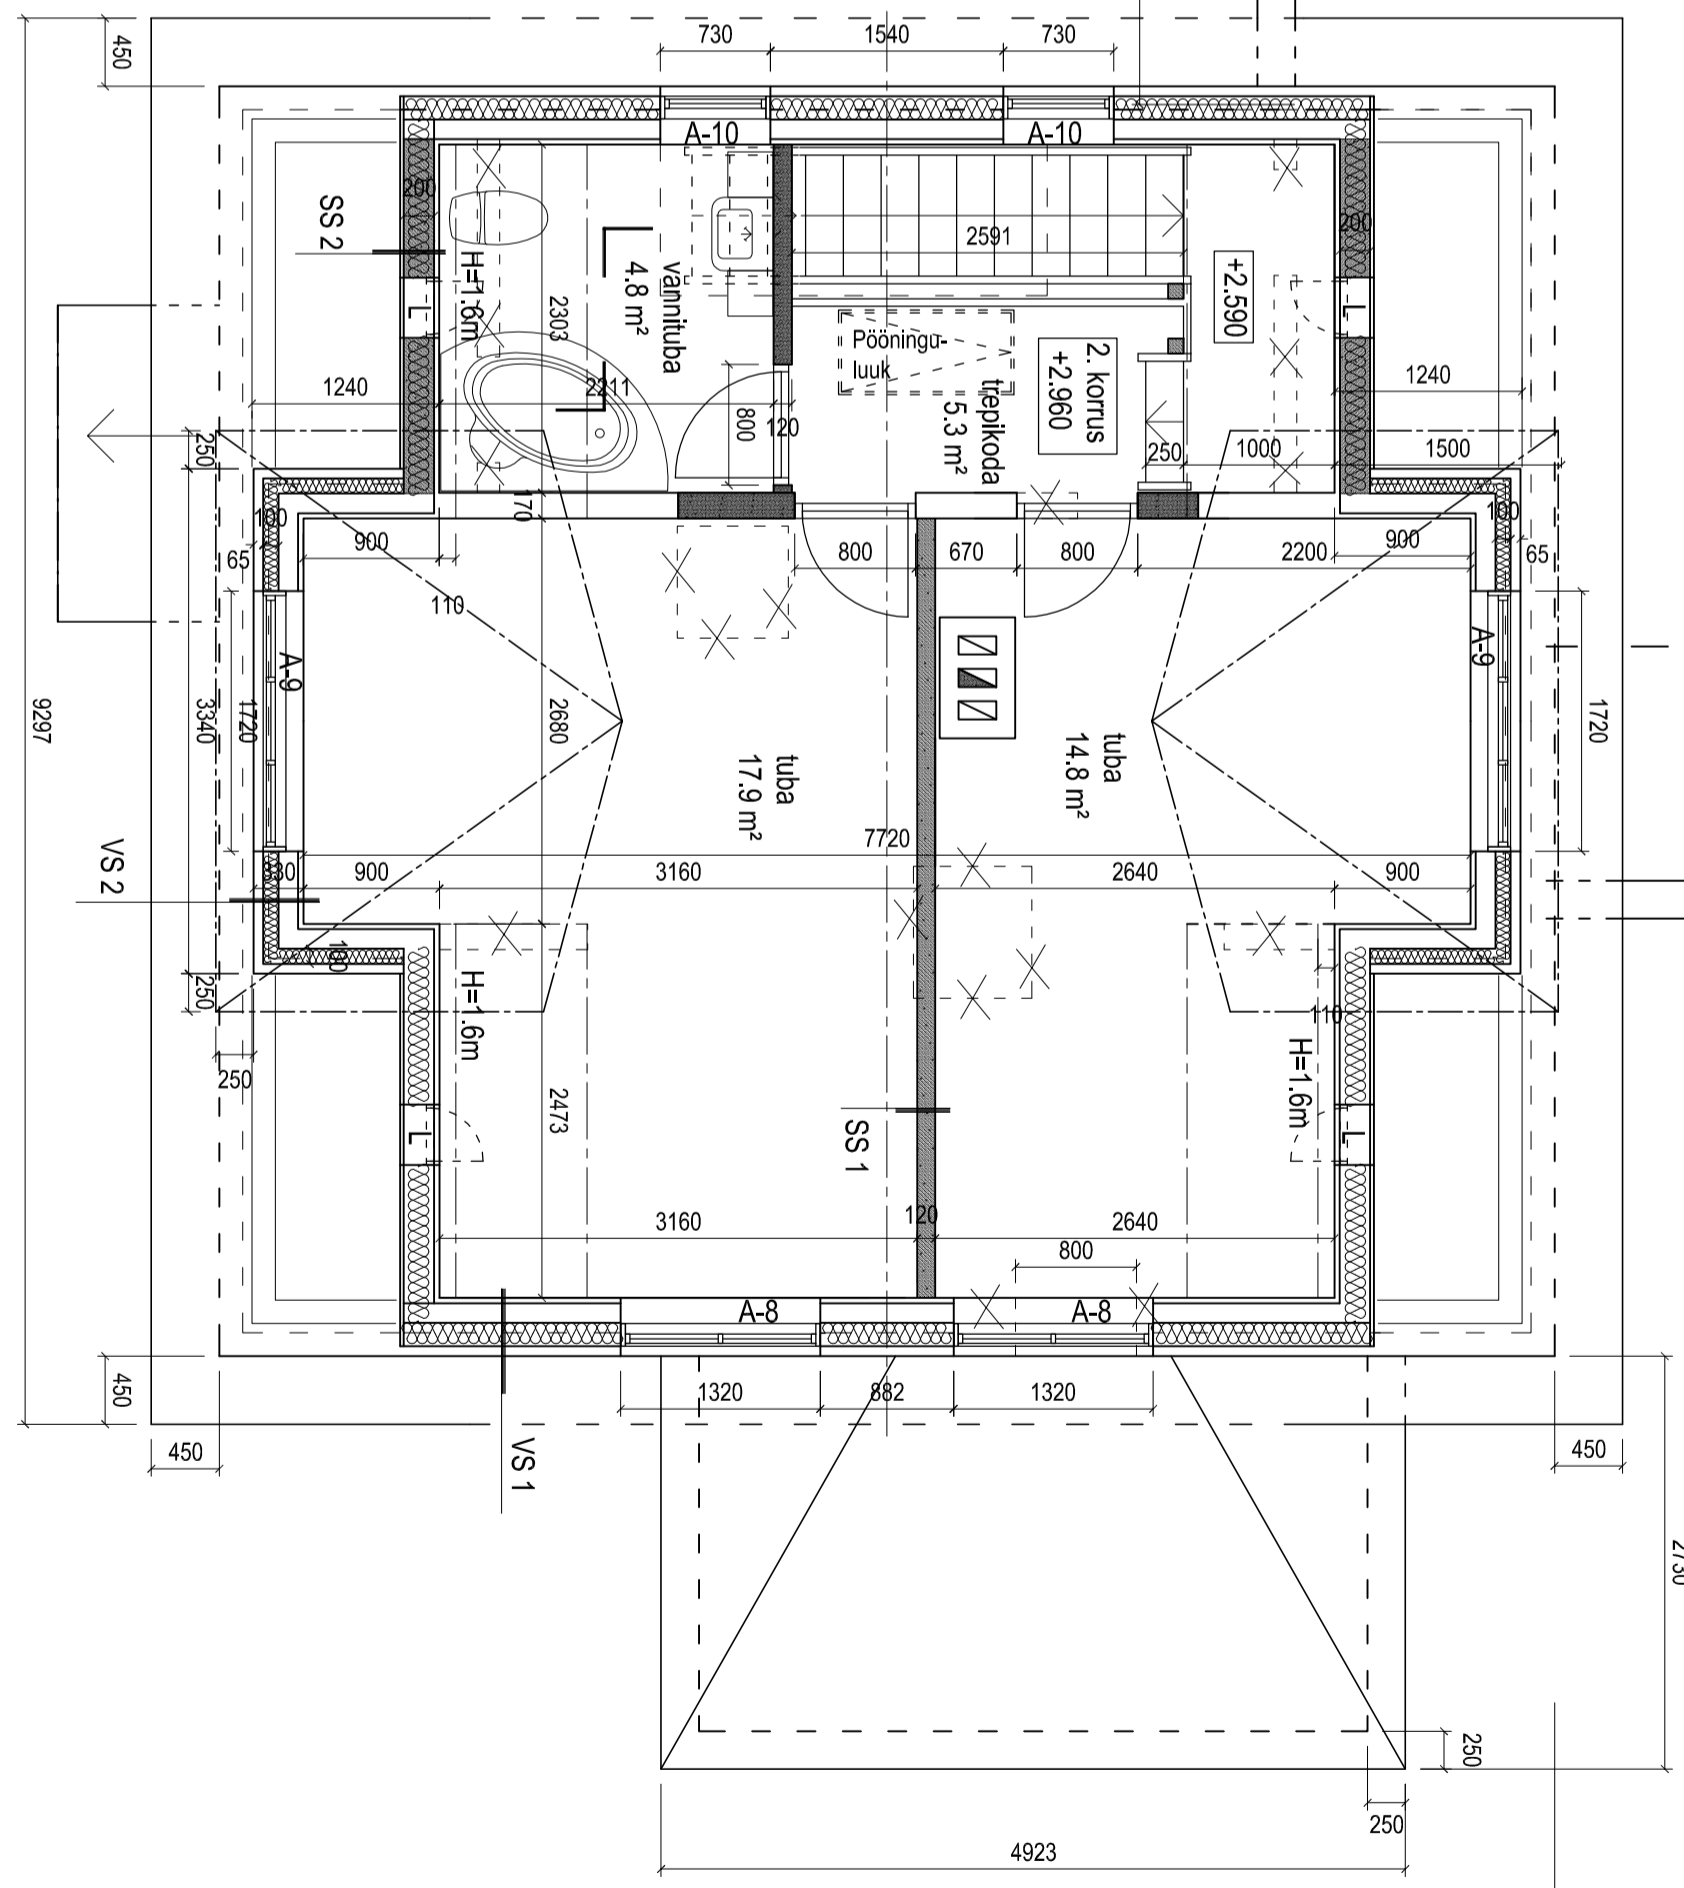 730
1540
730
450
A-10
A-10
200
SS 2
H=1.6m
vannituba
4.8 m²
2591
+2.590
200
L
L
2303
Pööningu-
luuk
2. korrus
+2.960
trepikoda
5.3 m²
1240
2211
800
120
1240
250
250
1000
1500
170
100
65
900
110
800
670
800
2200
900
100
65
A-9
A-9
9297
3340
1720
2680
tuba
17.9 m²
tuba
14.8 m²
1720
7720
VS 2
330
900
3160
2640
900
100
250
250
H=1.6m
110
H=1.6m
2473
L
L
SS 1
3160
120
2640
800
A-8
A-8
450
1320
882
1320
450
VS 1
450
2730
250
250
4923